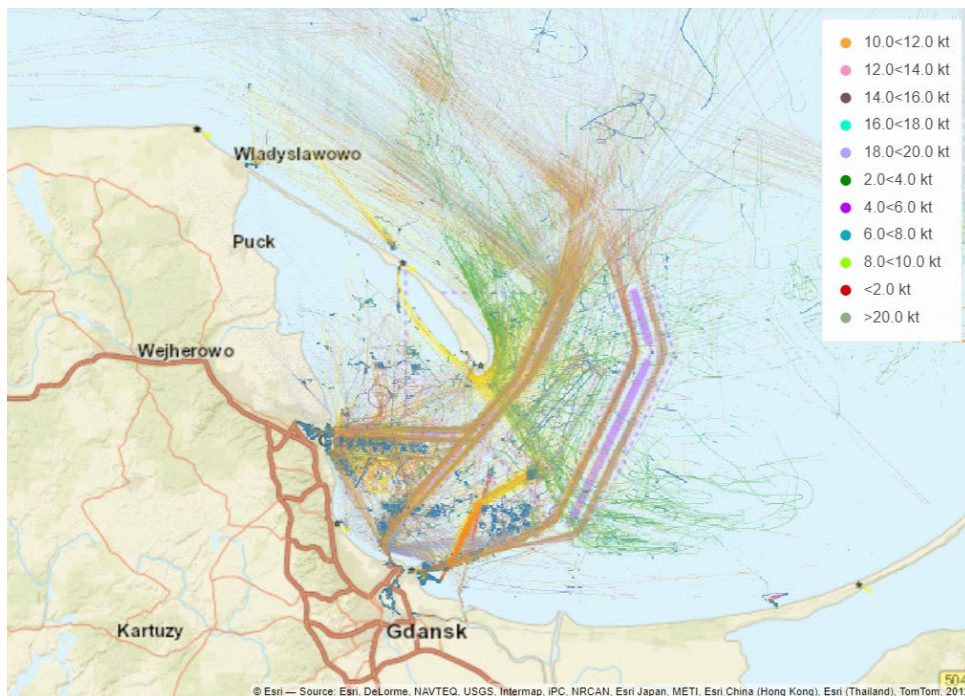 10.0<12.0 kt
12.0<14.0 kt
14.0<16.0 kt
16.0<18.0 kt
18.0<20.0 kt
2.0<4.0 kt
4.0<6.0 kt
6.0<8.0 kt
8.0<10.0 kt
<2.0 kt
>20.0 kt
Wladyslawowo
Puck
Wejherowo
Kartuzy
Gdansk
504
© Esri — Source: Esri, DeLorme, NAVTEQ, USGS, Intermap, iPC, NRCAN, Esri Japan, METI, Esri China (Hong Kong), Esri (Thailand), TomTom, 201